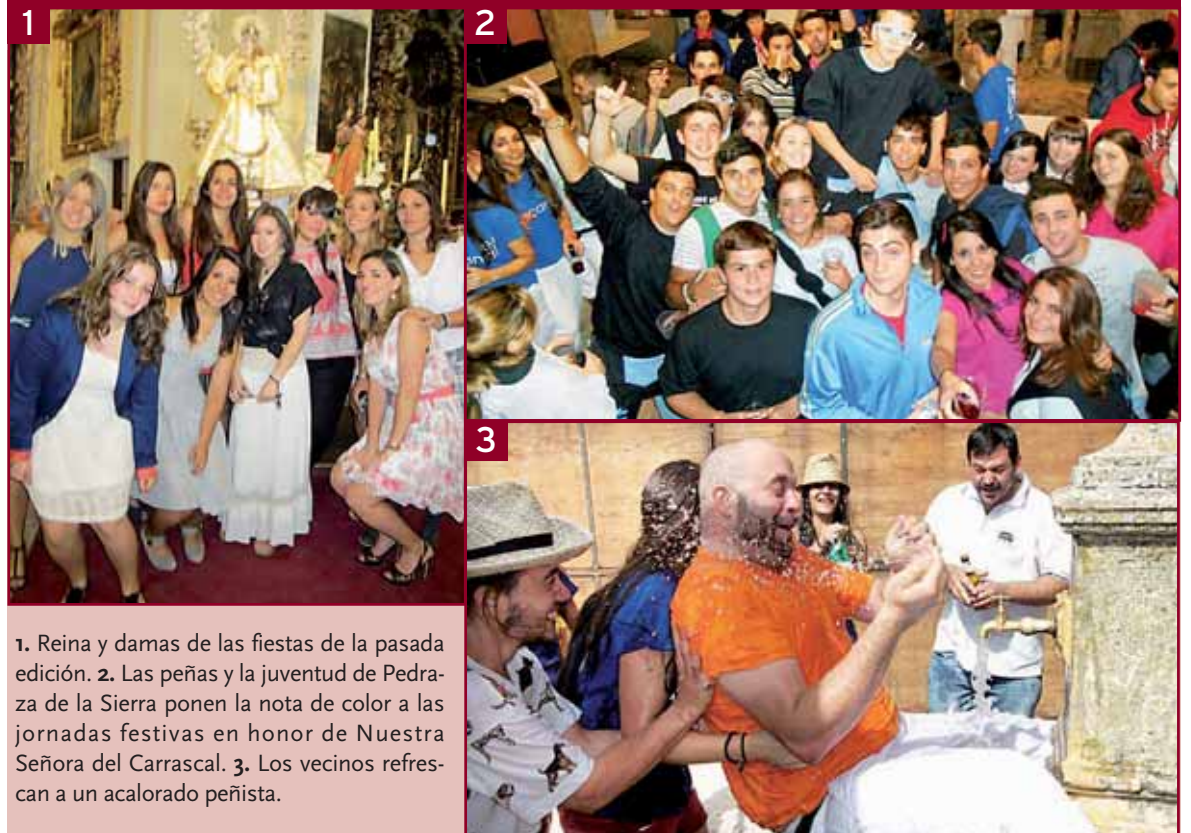 1
2
3
1. Reina y damas de las fiestas de la pasada
edición. 2. Las peñas y la juventud de Pedra-
za de la Sierra ponen la nota de color a las
jornadas festivas en honor de Nuestra
Señora del Carrascal. 3. Los vecinos refres-
can a un acalorado peñista.